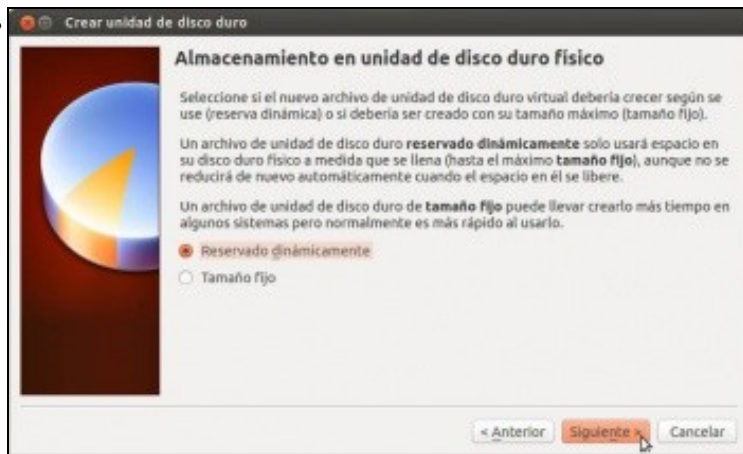 Crear unidad de disco duro
Almacenamiento en unidad de disco duro físico
Seleccione si el nuevo archivo de unidad de disco duro virtual debería crecer según se
use (reserva dinámica) o si debería ser creado con su tamaño máximo (tamaño fijo).
Un archivo de unidad de disco duro reservado dinámicamente solo usará espacio en
su disco duro físico a medida que se llena (hasta el máximo tamaño fijo), aunque no se
reducirá de nuevo automáticamente cuando el espacio en él se libere.
Un archivo de unidad de disco duro de tamaño fijo puede llevar crearlo más tiempo en
algunos sistemas pero normalmente es más rápido al usarlo.
Reservado dinámicamente
Tamaño fijo
< Anterior Siguiente > Cancelar